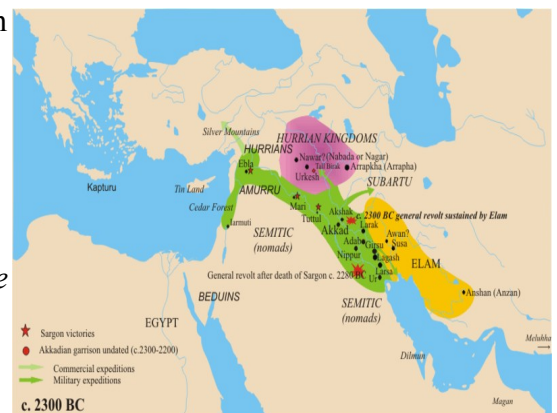 n
e
Silver Mountains
HURRIANS
HURRIAN KINGDOMS
Nawar? (Nabada or Nagar)
Tell Brak
Arrapkha (Arrapha)
Urkesh
Ebla
SUBARTU
AMURRU
Kapturu
Tin Land
Cedar Forest
Iarmuti
Mari
Tuttul
Akshak
c. 2300 BC general revolt sustained by Elam
Akkad
Larak
SEMITIC
(nomads)
Adab
Girsu
Awan?
Susa
Nippur
Lagash
ELAM
General revolt after death of Sargon c. 2280 BC
Larsa
Ur
Anshan (Anzan)
BEDUINS
SEMITIC
(nomads)
EGYPT
Dilmun
Meluhha
Magan
Sargon victories
Akkadian garrison undated (c.2300-2200)
Commercial expeditions
Military expeditions
c. 2300 BC